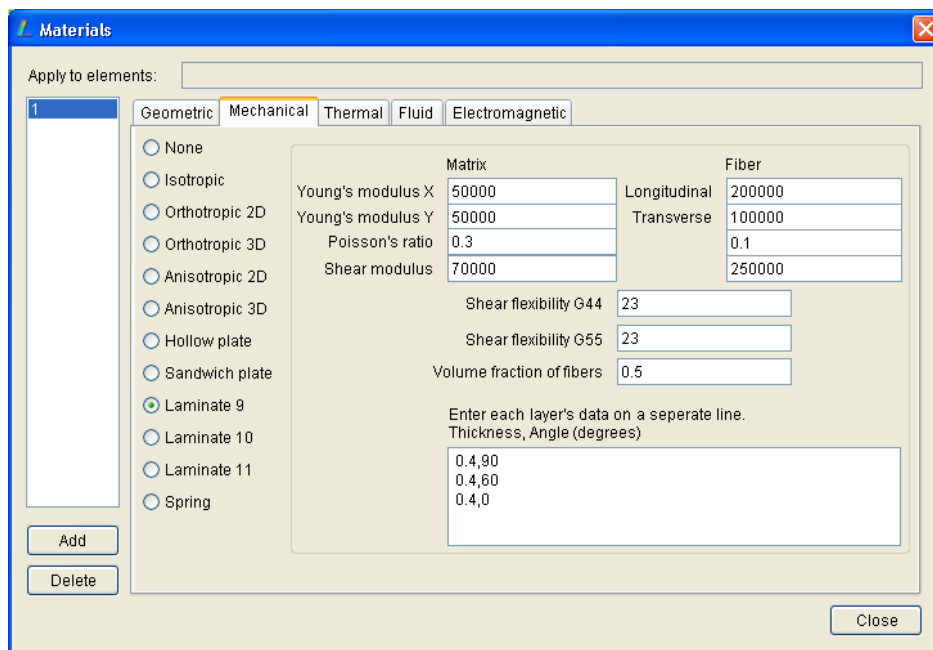 Materials
Apply to elements:
1
Geometric Mechanical Thermal Fluid Electromagnetic
None
Isotropic
Orthotropic 2D
Orthotropic 3D
Anisotropic 2D
Anisotropic 3D
Hollow plate
Sandwich plate
Laminate 9
Laminate 10
Laminate 11
Spring
Matrix Fiber
Young's modulus X 50000 Longitudinal 200000
Young's modulus Y 50000 Transverse 100000
Poisson's ratio 0.3 0.1
Shear modulus 70000 250000
Shear flexibility G44 23
Shear flexibility G55 23
Volume fraction of fibers 0.5
Enter each layer's data on a seperate line.
Thickness, Angle (degrees)
0.4,90
0.4,60
0.4,0
Add
Delete
Close